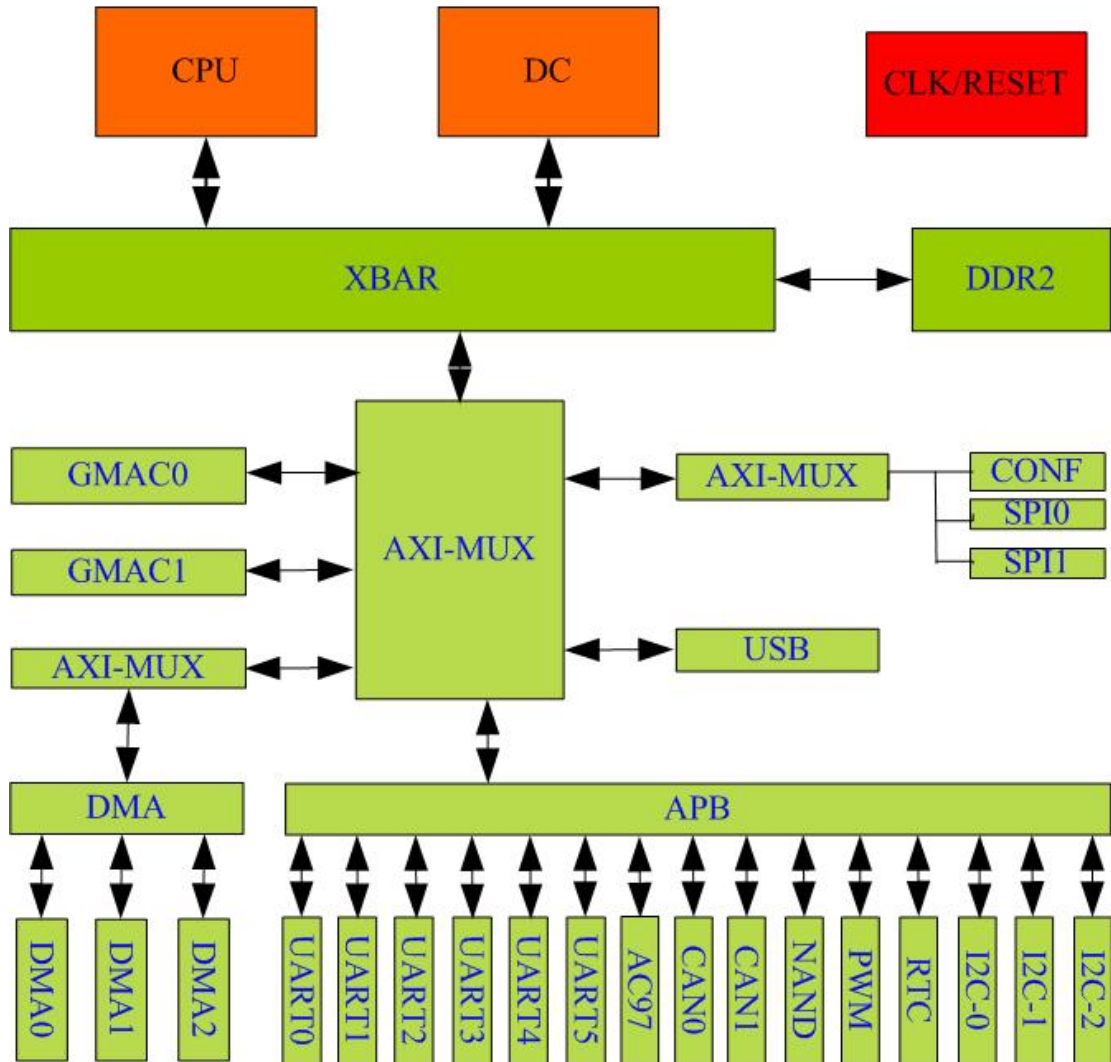 CPU
DC
CLK/RESET
XBAR
DDR2
GMAC0
GMAC1
AXI-MUX
AXI-MUX
AXI-MUX
CONF
SPI0
SPI1
USB
DMA
APB
DMA0
DMA1
DMA2
UART0
UART1
UART2
UART3
UART4
UART5
AC97
CAN0
CAN1
NAND
PWM
RTC
I2C-0
I2C-1
I2C-2